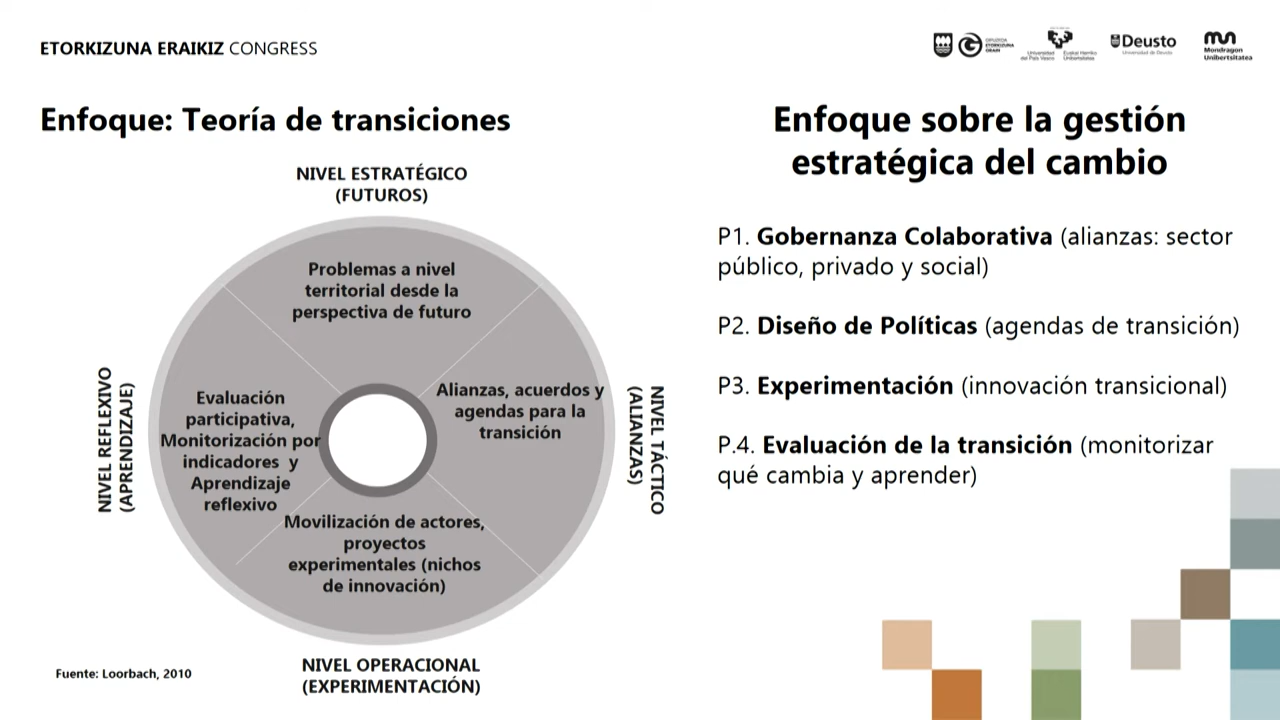 ETORKIZUNA ERAIKIZ CONGRESS
Deusto
Universidad de Deusto
Mondragon
Unibertsitatea
Enfoque: Teoría de transiciones
NIVEL ESTRATÉGICO
(FUTUROS)
Problemas a nivel
territorial desde la
perspectiva de futuro
NIVEL REFLEXIVO
(APRENDIZAJE)
Evaluación
participativa,
Monitorización por
indicadores y
Aprendizaje
reflexivo
Alianzas, acuerdos y
agendas para la
transición
NIVEL TÁCTICO
(ALIANZAS)
Movilización de actores,
proyectos
experimentales (nichos
de innovación)
NIVEL OPERACIONAL
(EXPERIMENTACIÓN)
Fuente: Loorbach, 2010
Enfoque sobre la gestión
estratégica del cambio
P1. Gobernanza Colaborativa (alianzas: sector
público, privado y social)
P2. Diseño de Políticas (agendas de transición)
P3. Experimentación (innovación transicional)
P.4. Evaluación de la transición (monitorizar
qué cambia y aprender)